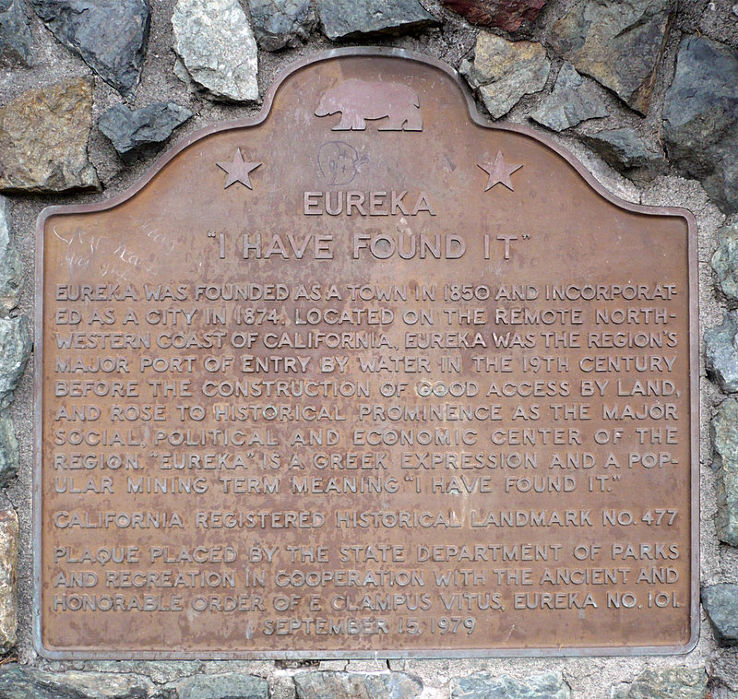 EUREKA
"I HAVE FOUND IT"
EUREKA WAS FOUNDED AS A TOWN IN 1850 AND INCORPORAT-
ED AS A CITY IN 1874. LOCATED ON THE REMOTE NORTH-
WESTERN COAST OF CALIFORNIA, EUREKA WAS THE REGION'S
MAJOR PORT OF ENTRY BY WATER IN THE 19TH CENTURY
BEFORE THE CONSTRUCTION OF GOOD ACCESS BY LAND,
AND ROSE TO HISTORICAL PROMINENCE AS THE MAJOR
SOCIAL, POLITICAL AND ECONOMIC CENTER OF THE
REGION. "EUREKA" IS A GREEK EXPRESSION AND A POP-
ULAR MINING TERM MEANING "I HAVE FOUND IT."
CALIFORNIA REGISTERED HISTORICAL LANDMARK NO. 477
PLAQUE PLACED BY THE STATE DEPARTMENT OF PARKS
AND RECREATION IN COOPERATION WITH THE ANCIENT AND
HONORABLE ORDER OF E CLAMPUS VITUS, EUREKA NO. 101.
SEPTEMBER 15, 1979